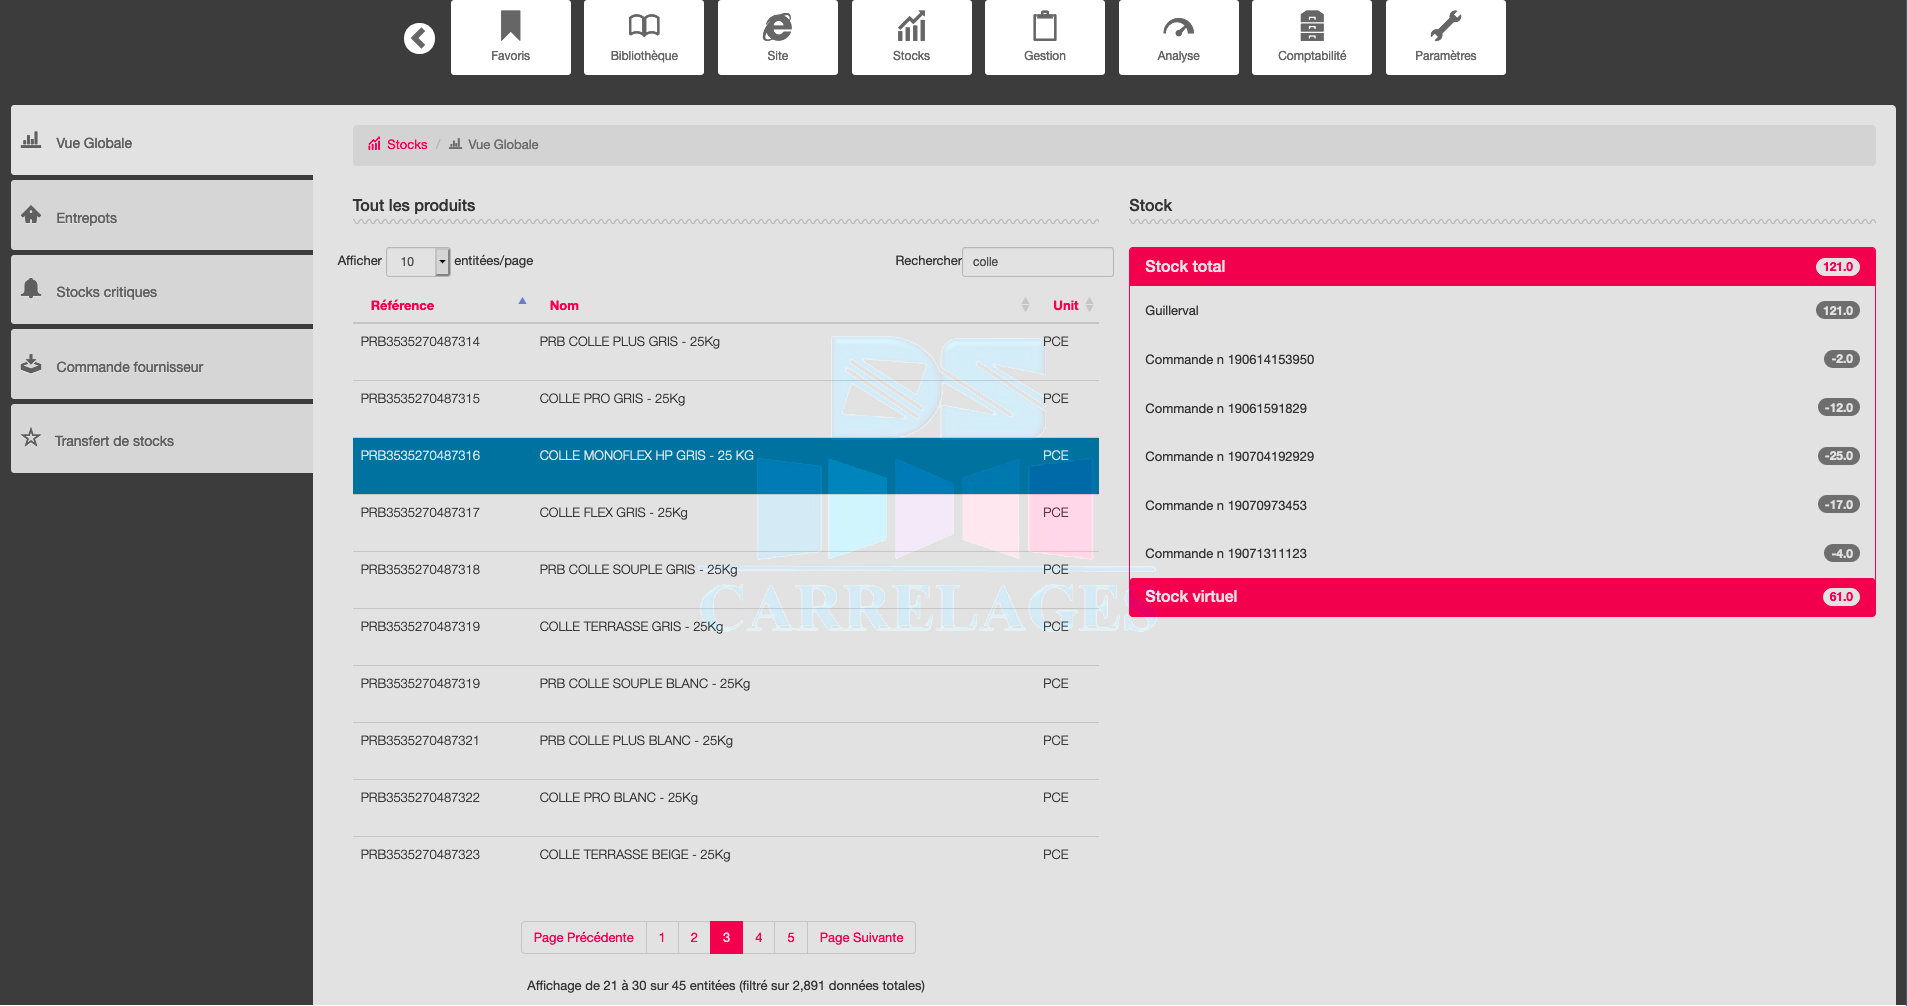 Favoris
Bibliothèque
Site
Stocks
Gestion
Analyse
Comptabilité
Paramètres
Vue Globale
Entrepots
Stocks critiques
Commande fournisseur
Transfert de stocks
Stocks / Vue Globale
Tout les produits
Afficher 10 entitées/page
Rechercher colle
Référence Nom Unit
PRB3535270487314 PRB COLLE PLUS GRIS - 25Kg PCE
PRB3535270487315 COLLE PRO GRIS - 25Kg PCE
PRB3535270487316 COLLE MONOFLEX HP GRIS - 25 KG PCE
PRB3535270487317 COLLE FLEX GRIS - 25Kg PCE
PRB3535270487318 PRB COLLE SOUPLE GRIS - 25Kg PCE
PRB3535270487319 COLLE TERRASSE GRIS - 25Kg PCE
PRB3535270487319 PRB COLLE SOUPLE BLANC - 25Kg PCE
PRB3535270487321 PRB COLLE PLUS BLANC - 25Kg PCE
PRB3535270487322 COLLE PRO BLANC - 25Kg PCE
PRB3535270487323 COLLE TERRASSE BEIGE - 25Kg PCE
DS
CARRELAGES
Page Précédente 1 2 3 4 5 Page Suivante
Affichage de 21 à 30 sur 45 entitées (filtré sur 2,891 données totales)
Stock
Stock total 121.0
Guillerval 121.0
Commande n 190614153950 -2.0
Commande n 19061591829 -12.0
Commande n 190704192929 -25.0
Commande n 19070973453 -17.0
Commande n 19071311123 -4.0
Stock virtuel 61.0